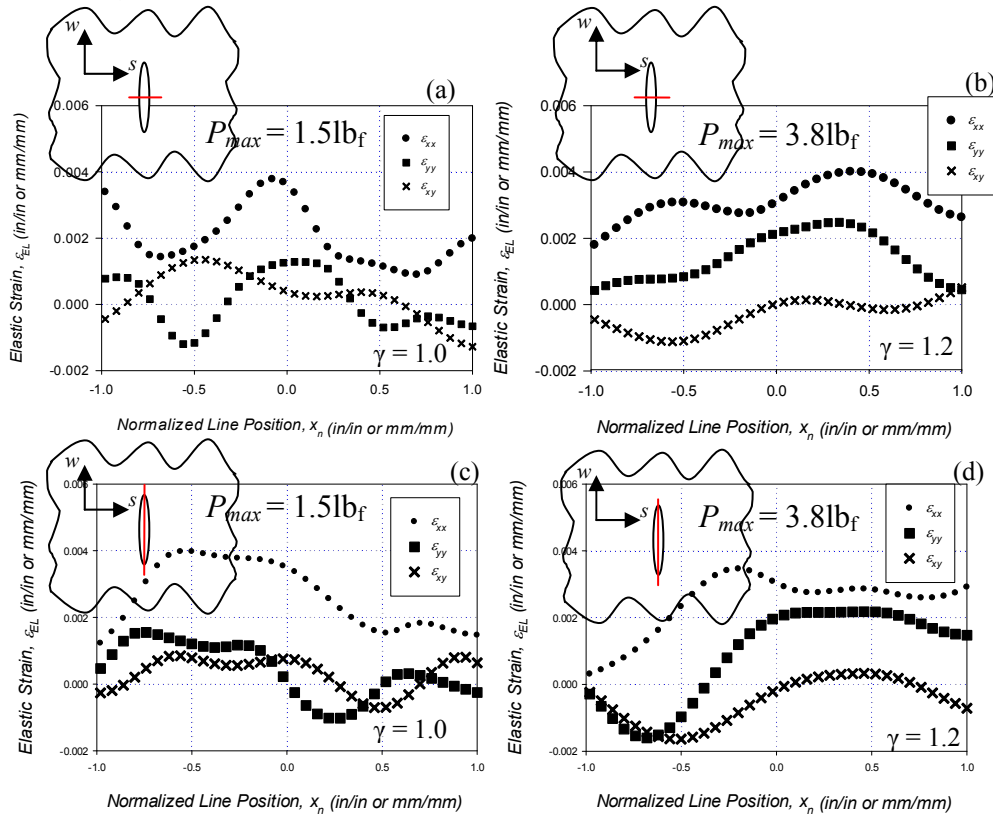 (a)
w
s
P_max = 1.5lb_f
ε_xx
ε_yy
ε_xy
0.006
0.004
0.002
0.000
-0.002
Elastic Strain, ε_EL (in/in or mm/mm)
γ = 1.0
-1.0 -0.5 0.0 0.5 1.0
Normalized Line Position, x_n (in/in or mm/mm)
(b)
w
s
P_max = 3.8lb_f
ε_xx
ε_yy
ε_xy
0.006
0.004
0.002
0.000
-0.002
Elastic Strain, ε_EL (in/in or mm/mm)
γ = 1.2
-1.0 -0.5 0.0 0.5 1.0
Normalized Line Position, x_n (in/in or mm/mm)
(c)
w
s
P_max = 1.5lb_f
ε_xx
ε_yy
ε_xy
0.006
0.004
0.002
0.000
-0.002
Elastic Strain, ε_EL (in/in or mm/mm)
γ = 1.0
-1.0 -0.5 0.0 0.5 1.0
Normalized Line Position, x_n (in/in or mm/mm)
(d)
w
s
P_max = 3.8lb_f
ε_xx
ε_yy
ε_xy
0.006
0.004
0.002
0.000
-0.002
Elastic Strain, ε_EL (in/in or mm/mm)
γ = 1.2
-1.0 -0.5 0.0 0.5 1.0
Normalized Line Position, x_n (in/in or mm/mm)